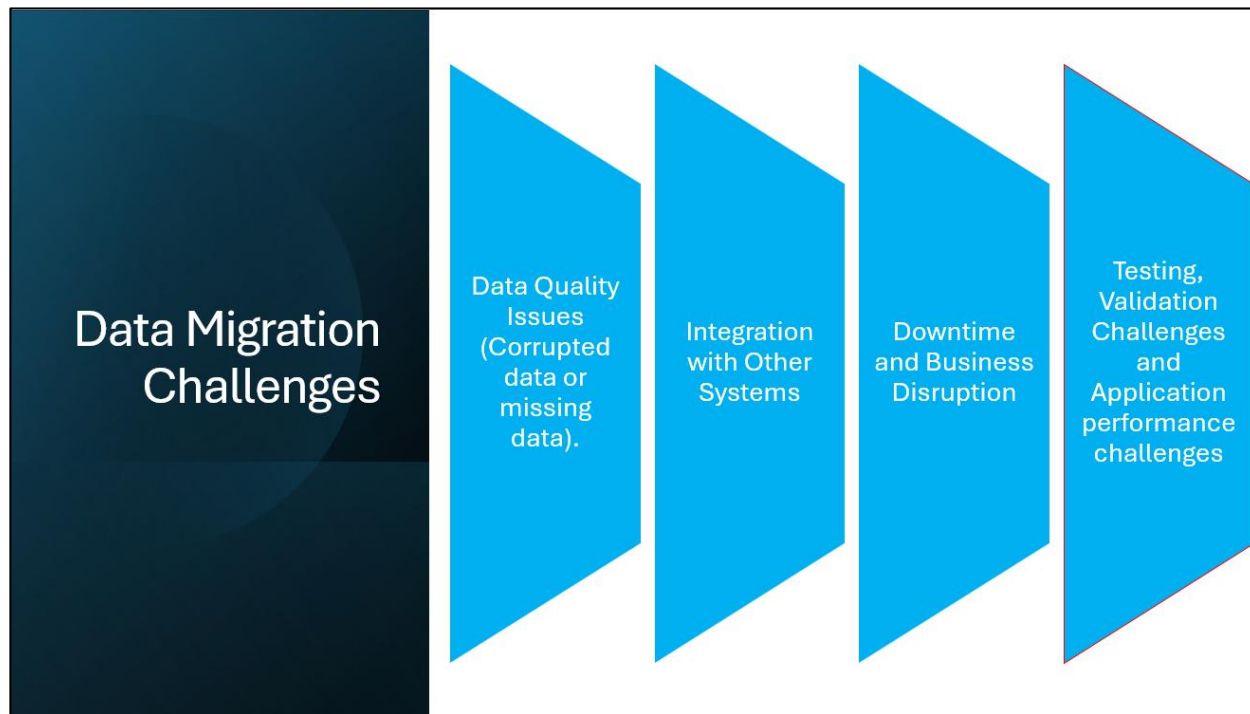 Data Migration
Challenges
Data Quality
Issues
(Corrupted
data or
missing
data).
Integration
with Other
Systems
Downtime
and Business
Disruption
Testing,
Validation
Challenges
and
Application
performance
challenges